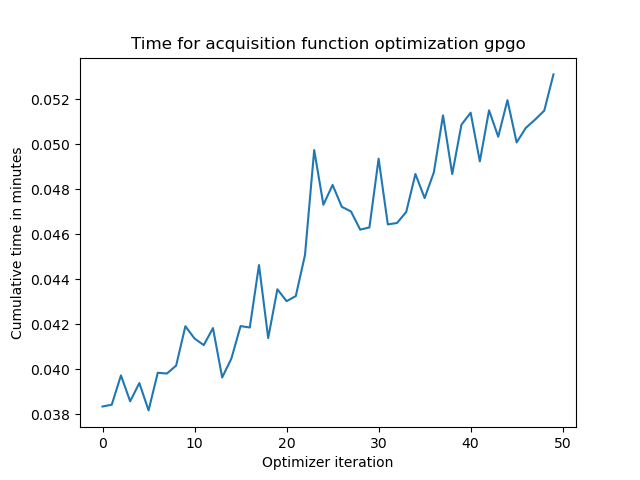 Time for acquisition function optimization gpgo
Cumulative time in minutes
0.052
0.050
0.048
0.046
0.044
0.042
0.040
0.038
0 10 20 30 40 50
Optimizer iteration